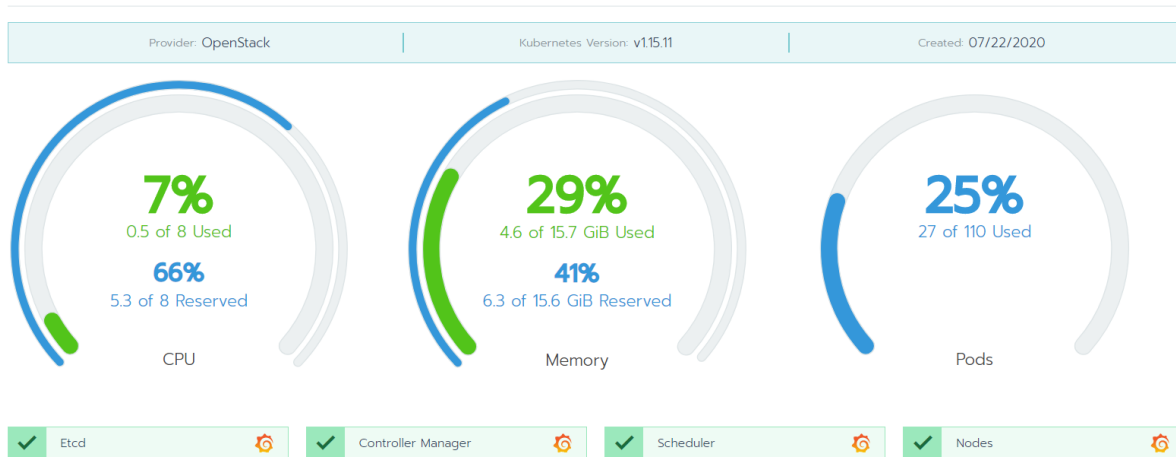 Provider: OpenStack
Kubernetes Version: v1.15.11
Created: 07/22/2020
7%
0.5 of 8 Used
66%
5.3 of 8 Reserved
CPU
29%
4.6 of 15.7 GiB Used
41%
6.3 of 15.6 GiB Reserved
Memory
25%
27 of 110 Used
Pods
Etcd
Controller Manager
Scheduler
Nodes